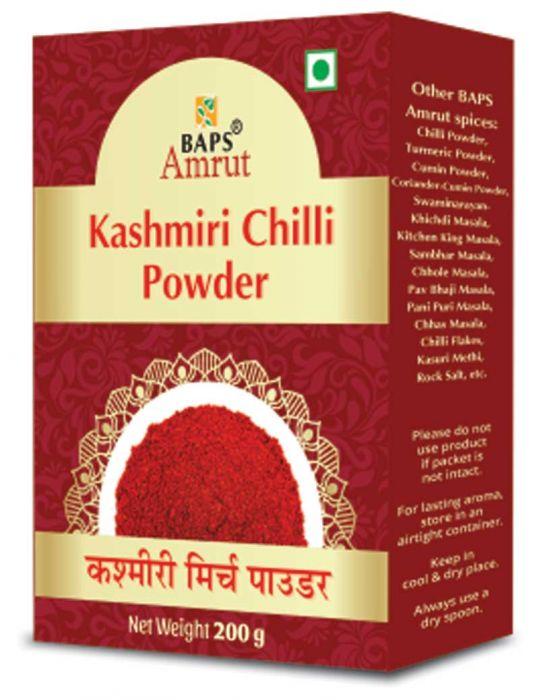 BAPS®
Amrut
Kashmiri Chilli
Powder
कश्मीरी मिर्च पाउडर
Net Weight 200 g
Other BAPS
Amrut spices:
Chilli Powder,
Turmeric Powder,
Cumin Powder,
Coriander-Cumin Powder,
Swaminarayan-
Khichdi Masala,
Kitchen King Masala,
Sambhar Masala,
Chhole Masala,
Pav Bhaji Masala,
Pani Puri Masala,
Chhas Masala,
Chilli Flakes,
Kasuri Methi,
Rock Salt, etc.
Please do not
use product
if packet is
not intact.
For lasting aroma,
store in an
airtight container.
Keep in
cool & dry place.
Always use a
dry spoon.